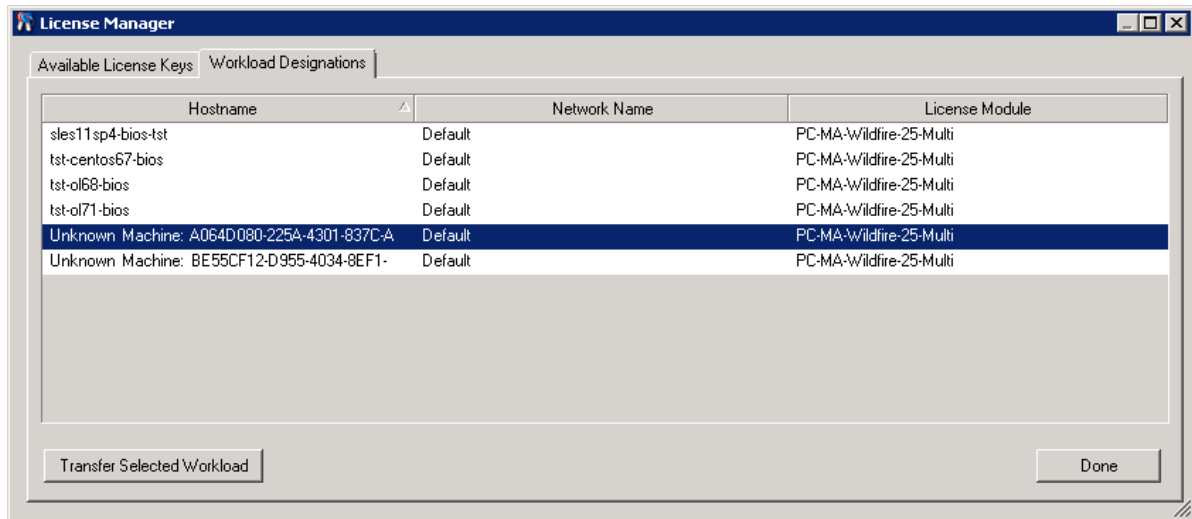 License Manager
Available License Keys Workload Designations
Hostname Network Name License Module
sles11sp4-bios-tst Default PC-MA-Wildfire-25-Multi
tst-centos67-bios Default PC-MA-Wildfire-25-Multi
tst-ol68-bios Default PC-MA-Wildfire-25-Multi
tst-ol71-bios Default PC-MA-Wildfire-25-Multi
Unknown Machine: A064D080-225A-4301-837C-A Default PC-MA-Wildfire-25-Multi
Unknown Machine: BE55CF12-D955-4034-8EF1- Default PC-MA-Wildfire-25-Multi
Transfer Selected Workload Done